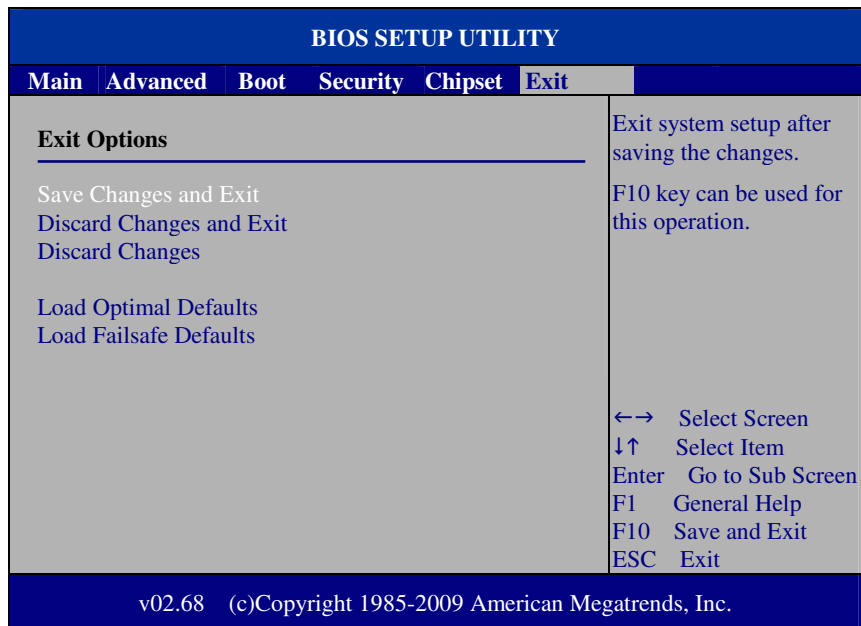 BIOS SETUP UTILITY
Main Advanced Boot Security Chipset Exit
Exit Options
Save Changes and Exit
Discard Changes and Exit
Discard Changes
Load Optimal Defaults
Load Failsafe Defaults
Exit system setup after
saving the changes.
F10 key can be used for
this operation.
←→ Select Screen
↓↑ Select Item
Enter Go to Sub Screen
F1 General Help
F10 Save and Exit
ESC Exit
v02.68 (c)Copyright 1985-2009 American Megatrends, Inc.